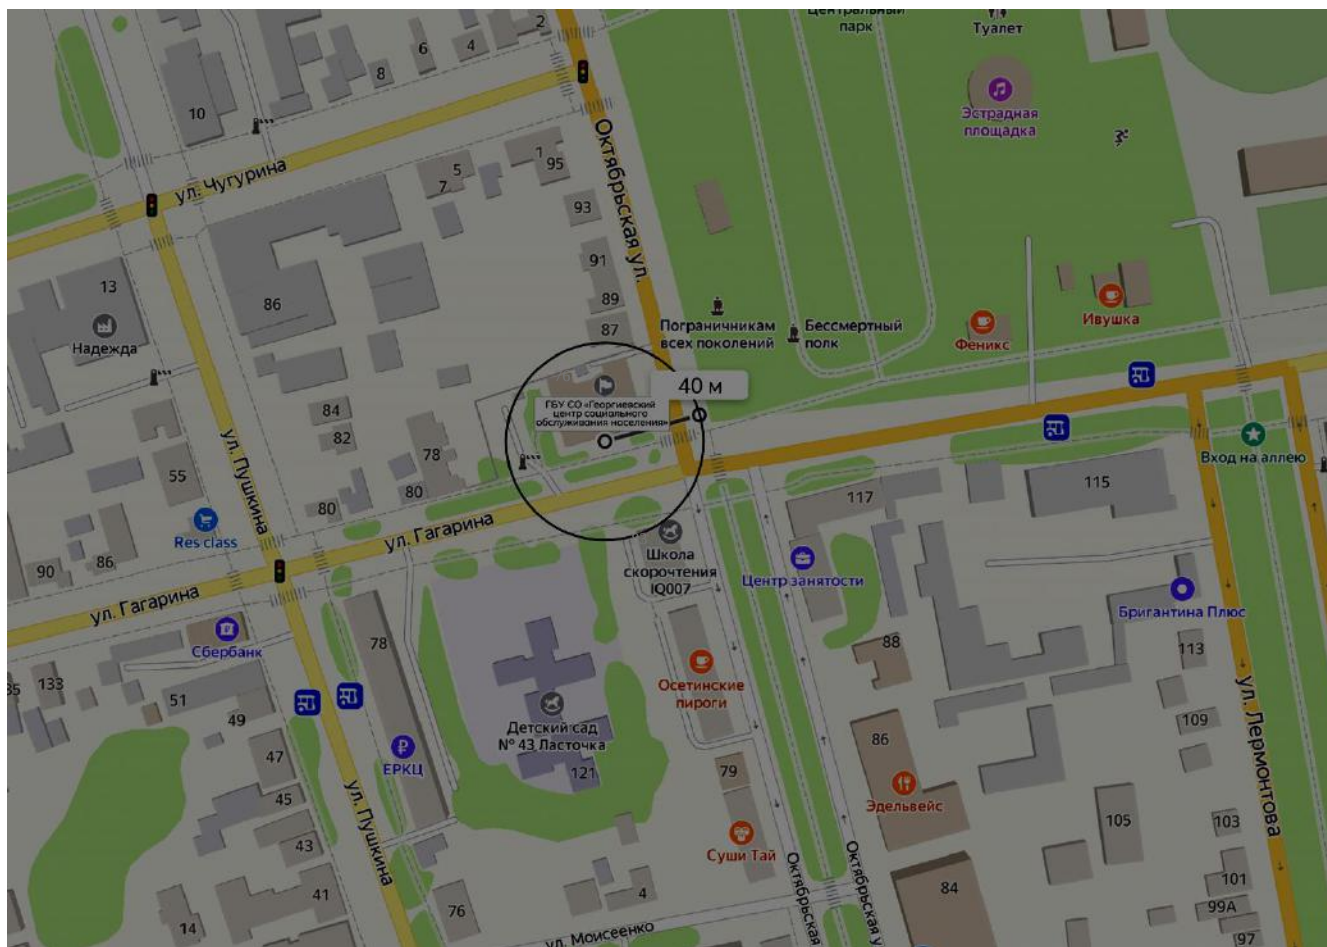 Центральный
парк
Туалет
2
6
4
8
10
Эстрадная
площадка
ул. Чугурина
Октябрьская ул.
1
95
5
7
93
91
89
87
13
Надежда
86
Пограничникам
всех поколений
Бессмертный
полк
Феникс
Ивушка
40 м
ГБУ СО «Георгиевский
центр социального
обслуживания населения»
84
82
78
80
80
55
ул. Пушкина
Res class
86
90
ул. Гагарина
ул. Гагарина
Вход на аллею
117
115
Школа
скорочтения
IQ007
Центр занятости
Бригантина Плюс
Сбербанк
133
51
49
47
45
43
41
14
78
ЕРКЦ
ул. Пушкина
76
Детский сад
№ 43 Ласточка
121
Осетинские
пироги
79
Суши Тай
4
ул. Моисеенко
Октябрьская
Октябрьская у
88
86
Эдельвейс
84
113
109
105
103
101
99А
97
ул. Лермонтова